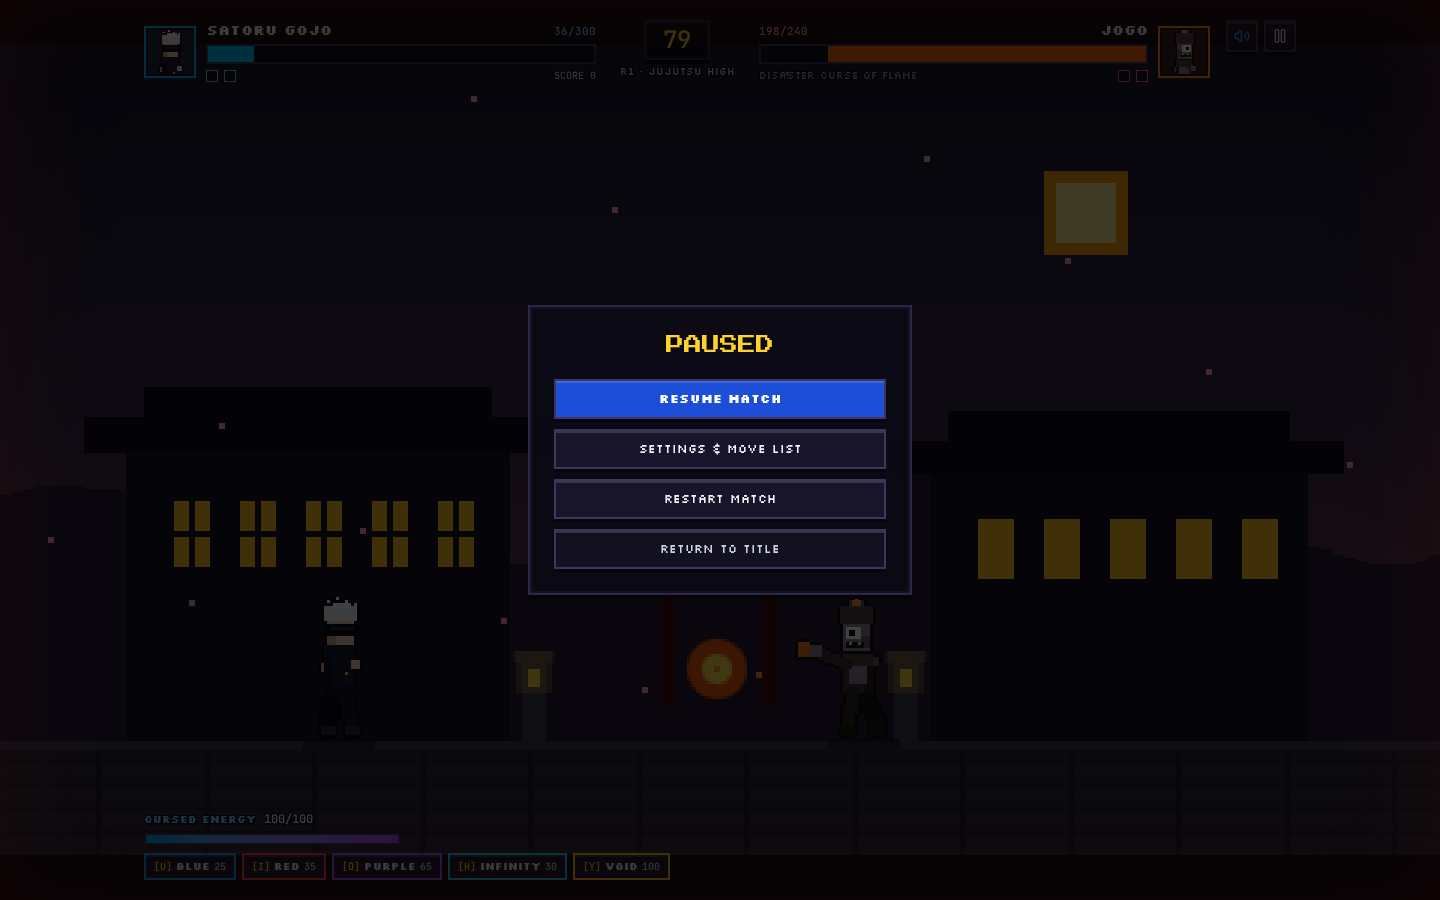 SATORU GOJO
36/300
79
198/240
JOGO
SCORE 0
R1 · JUJUTSU HIGH
DISASTER CURSE OF FLAME
PAUSED
RESUME MATCH
SETTINGS & MOVE LIST
RESTART MATCH
RETURN TO TITLE
CURSED ENERGY 100/100
[U] BLUE 25
[I] RED 35
[O] PURPLE 65
[H] INFINITY 30
[Y] VOID 100